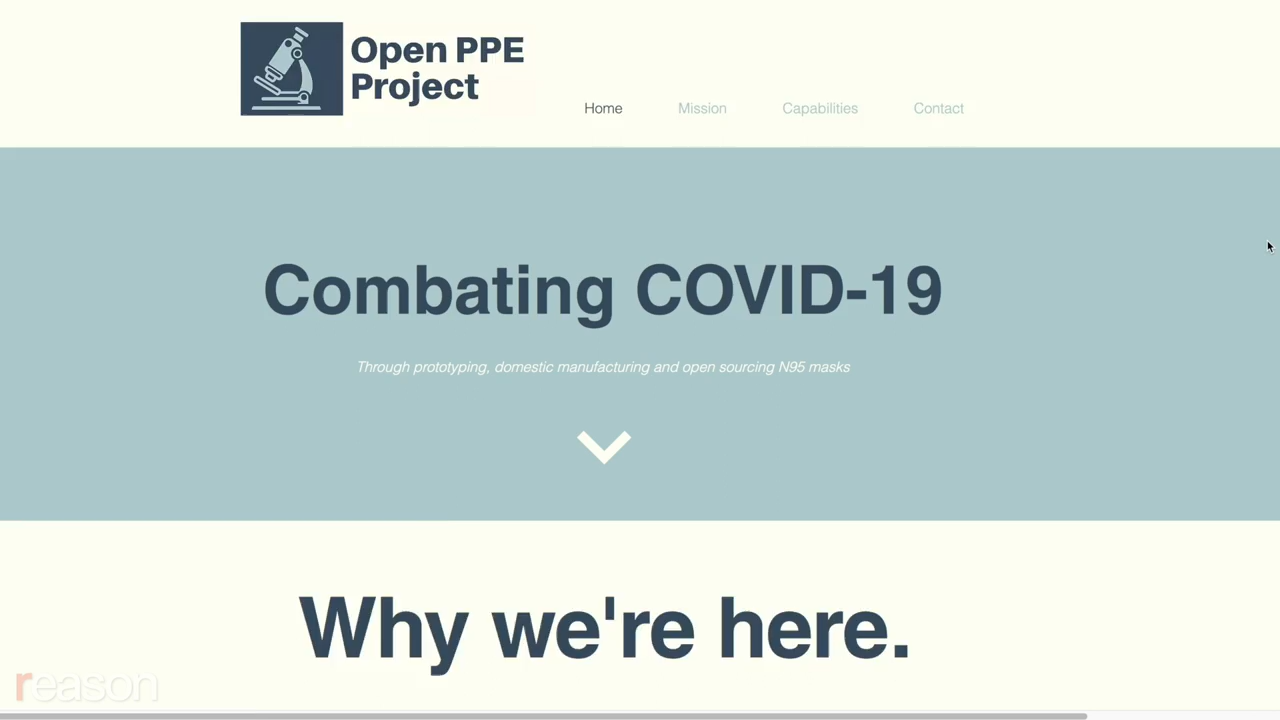 Open PPE
Project
Home Mission Capabilities Contact
Combating COVID-19
Through prototyping, domestic manufacturing and open sourcing N95 masks
Why we're here.
reason